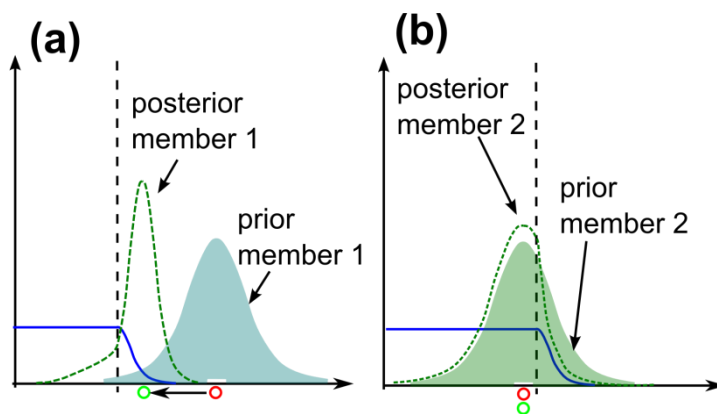 (a)
posterior
member 1
prior
member 1
(b)
posterior
member 2
prior
member 2